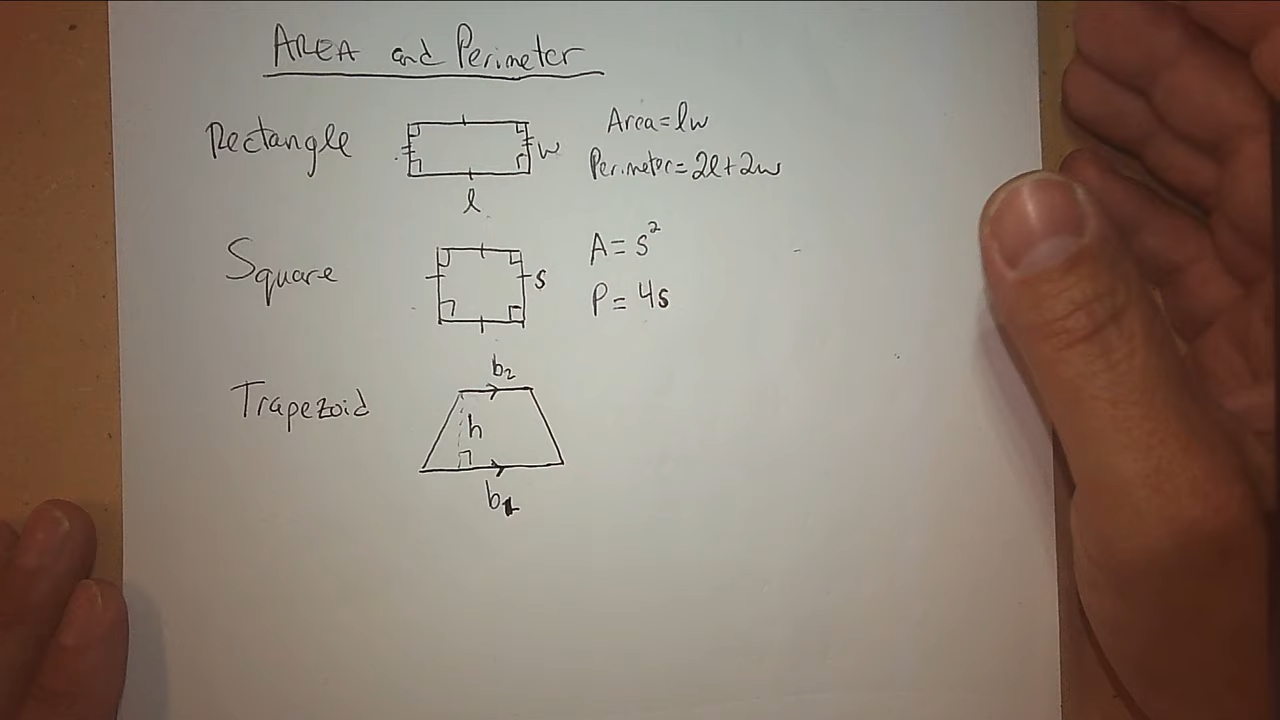 AREA and Perimeter
Rectangle
w
l
Area = lw
Perimeter = 2l + 2w
Square
s
A = s²
P = 4s
Trapezoid
b₂
h
b₁